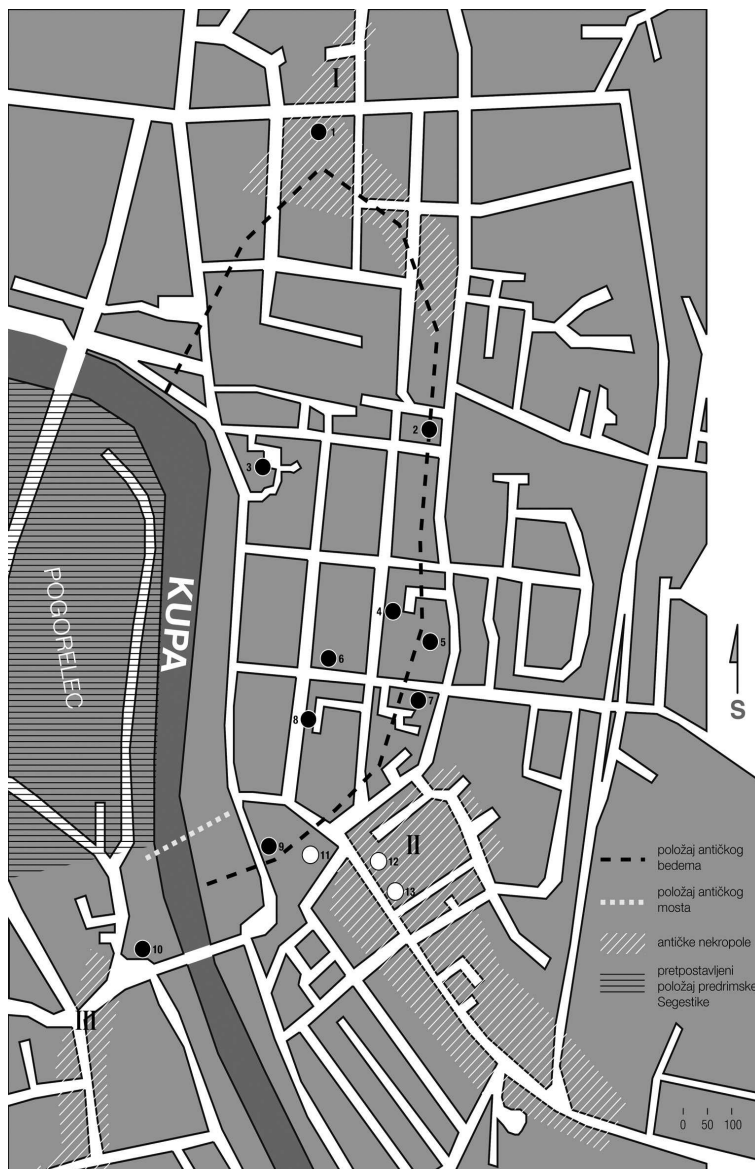 I
1
2
3
KUPA
POGORELEC
4
5
6
7
8
S
9
11
II
12
13
10
III
položaj antičkog
bedema
položaj antičkog
mosta
antičke nekropole
pretpostavljeni
položaj predrimske
Segestike
0 50 100